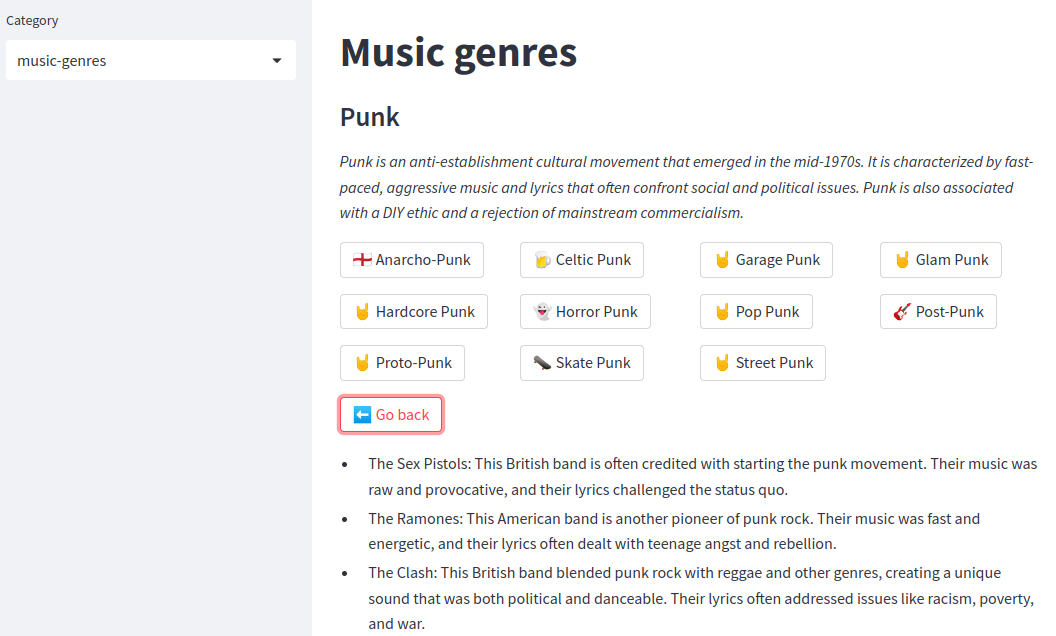 Category
music-genres
Music genres
Punk
Punk is an anti-establishment cultural movement that emerged in the mid-1970s. It is characterized by fast-
paced, aggressive music and lyrics that often confront social and political issues. Punk is also associated
with a DIY ethic and a rejection of mainstream commercialism.
Anarcho-Punk Celtic Punk Garage Punk Glam Punk
Hardcore Punk Horror Punk Pop Punk Post-Punk
Proto-Punk Skate Punk Street Punk
Go back
• The Sex Pistols: This British band is often credited with starting the punk movement. Their music was
raw and provocative, and their lyrics challenged the status quo.
• The Ramones: This American band is another pioneer of punk rock. Their music was fast and
energetic, and their lyrics often dealt with teenage angst and rebellion.
• The Clash: This British band blended punk rock with reggae and other genres, creating a unique
sound that was both political and danceable. Their lyrics often addressed issues like racism, poverty,
and war.